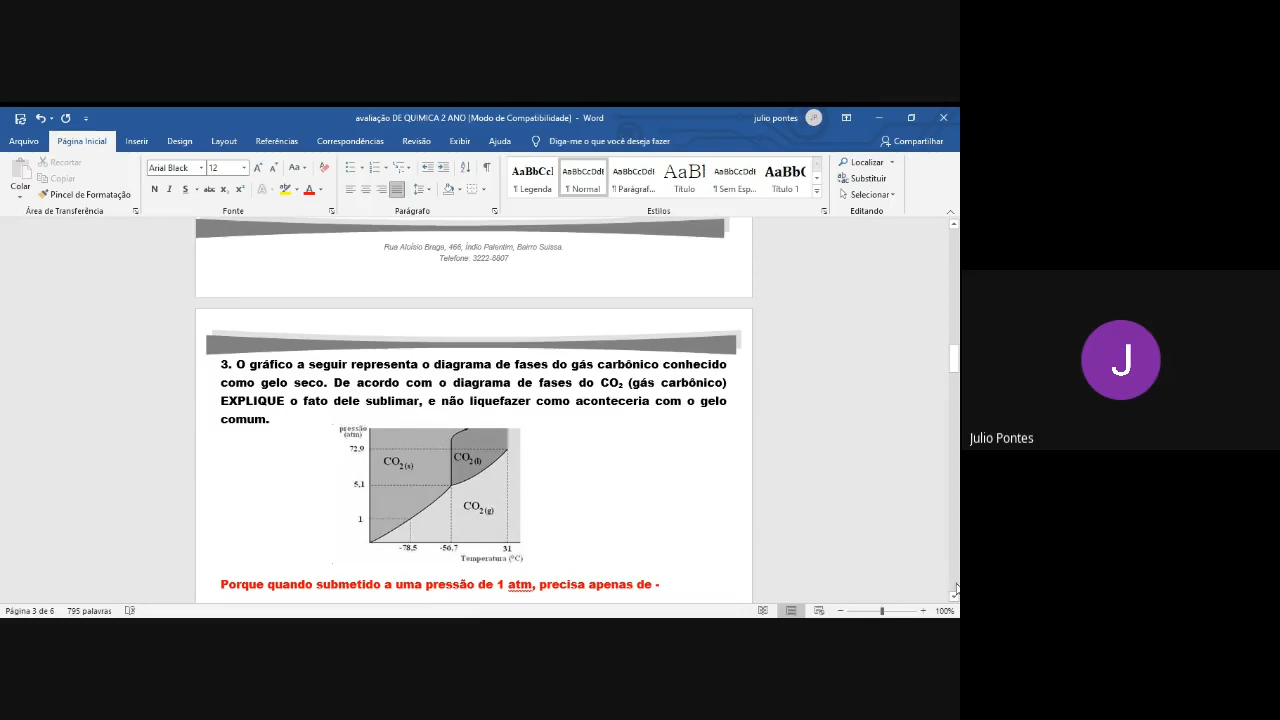 avaliação DE QUIMICA 2 ANO (Modo de Compatibilidade) - Word
julio pontes
JP
Arquivo
Página Inicial
Inserir
Design
Layout
Referências
Correspondências
Revisão
Exibir
Ajuda
Diga-me o que você deseja fazer
Compartilhar
Colar
Recortar
Copiar
Pincel de Formatação
Área de Transferência
Arial Black
12
Aa
N I S abc x₂ x²
Fonte
Parágrafo
AaBbCcI
AaBbCcDdI
AaBbCcDdI
AaBl
AaBbCcDdI
AaBb(
¶ Legenda
¶ Normal
¶ Parágraf...
Título
¶ Sem Esp...
Título 1
Estilos
Localizar
Substituir
Selecionar
Editando
Rua Aloísio Braga, 466, Índio Palentim, Bairro Suissa.
Telefone: 3222-8807
3. O gráfico a seguir representa o diagrama de fases do gás carbônico conhecido
como gelo seco. De acordo com o diagrama de fases do CO₂ (gás carbônico)
EXPLIQUE o fato dele sublimar, e não liquefazer como aconteceria com o gelo
comum.
pressão
(atm)
72,9
5,1
1
CO₂(s)
CO₂(l)
CO₂(g)
-78,5
-56,7
31
Temperatura (°C)
Porque quando submetido a uma pressão de 1 atm, precisa apenas de -
Página 3 de 6
795 palavras
100%
J
Julio Pontes